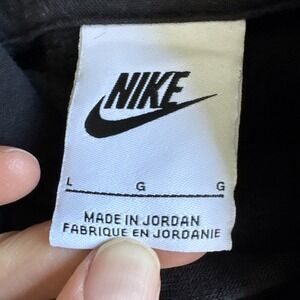 NIKE
L G G
MADE IN JORDAN
FABRIQUE EN JORDANIE